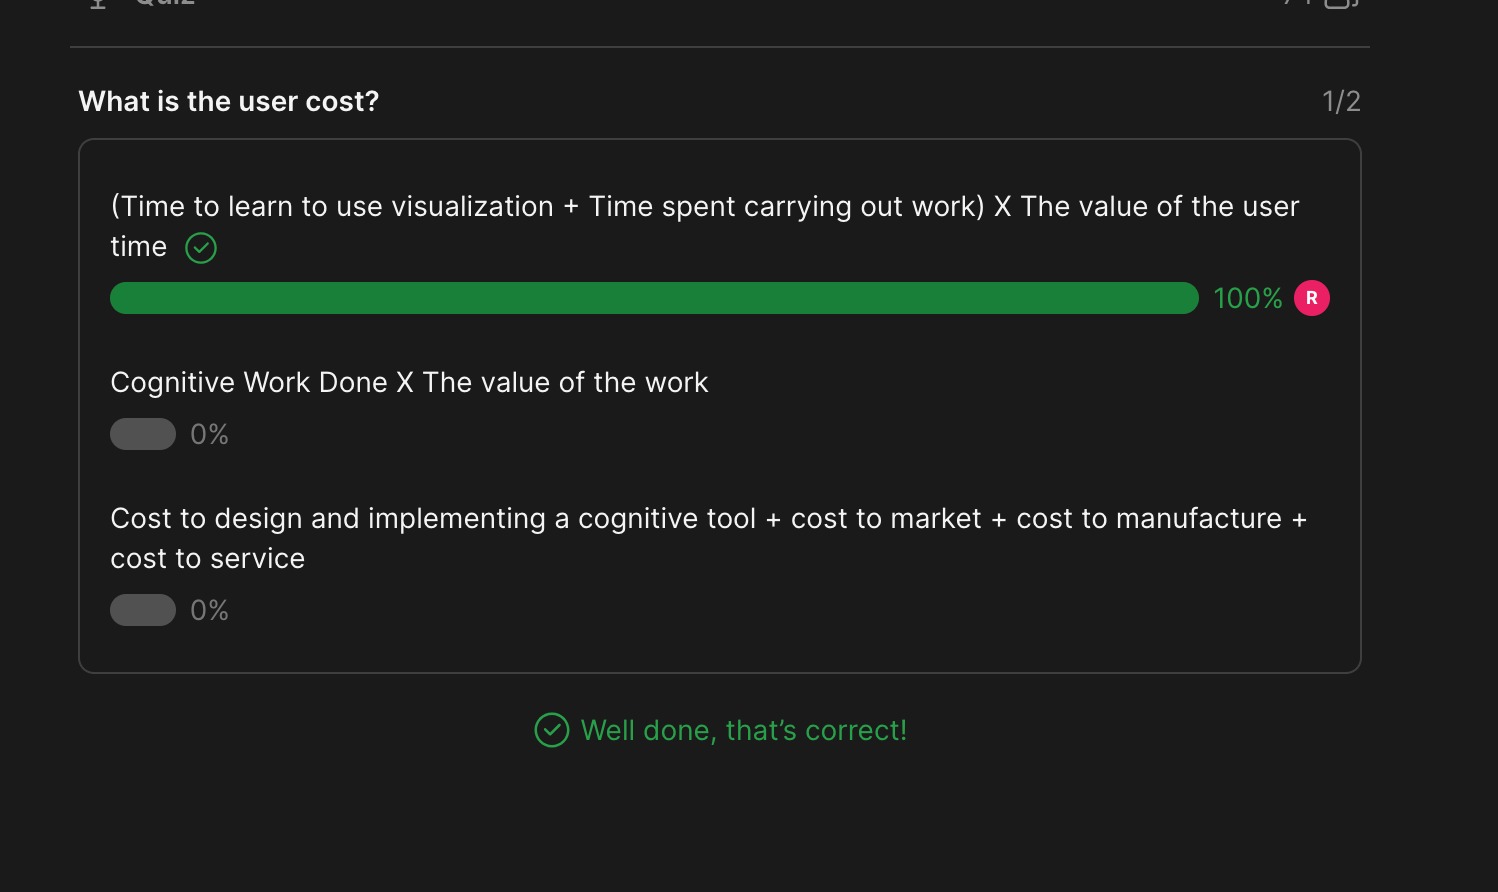 Quiz
What is the user cost?
1/2
(Time to learn to use visualization + Time spent carrying out work) X The value of the user
time
100% R
Cognitive Work Done X The value of the work
0%
Cost to design and implementing a cognitive tool + cost to market + cost to manufacture +
cost to service
0%
Well done, that’s correct!